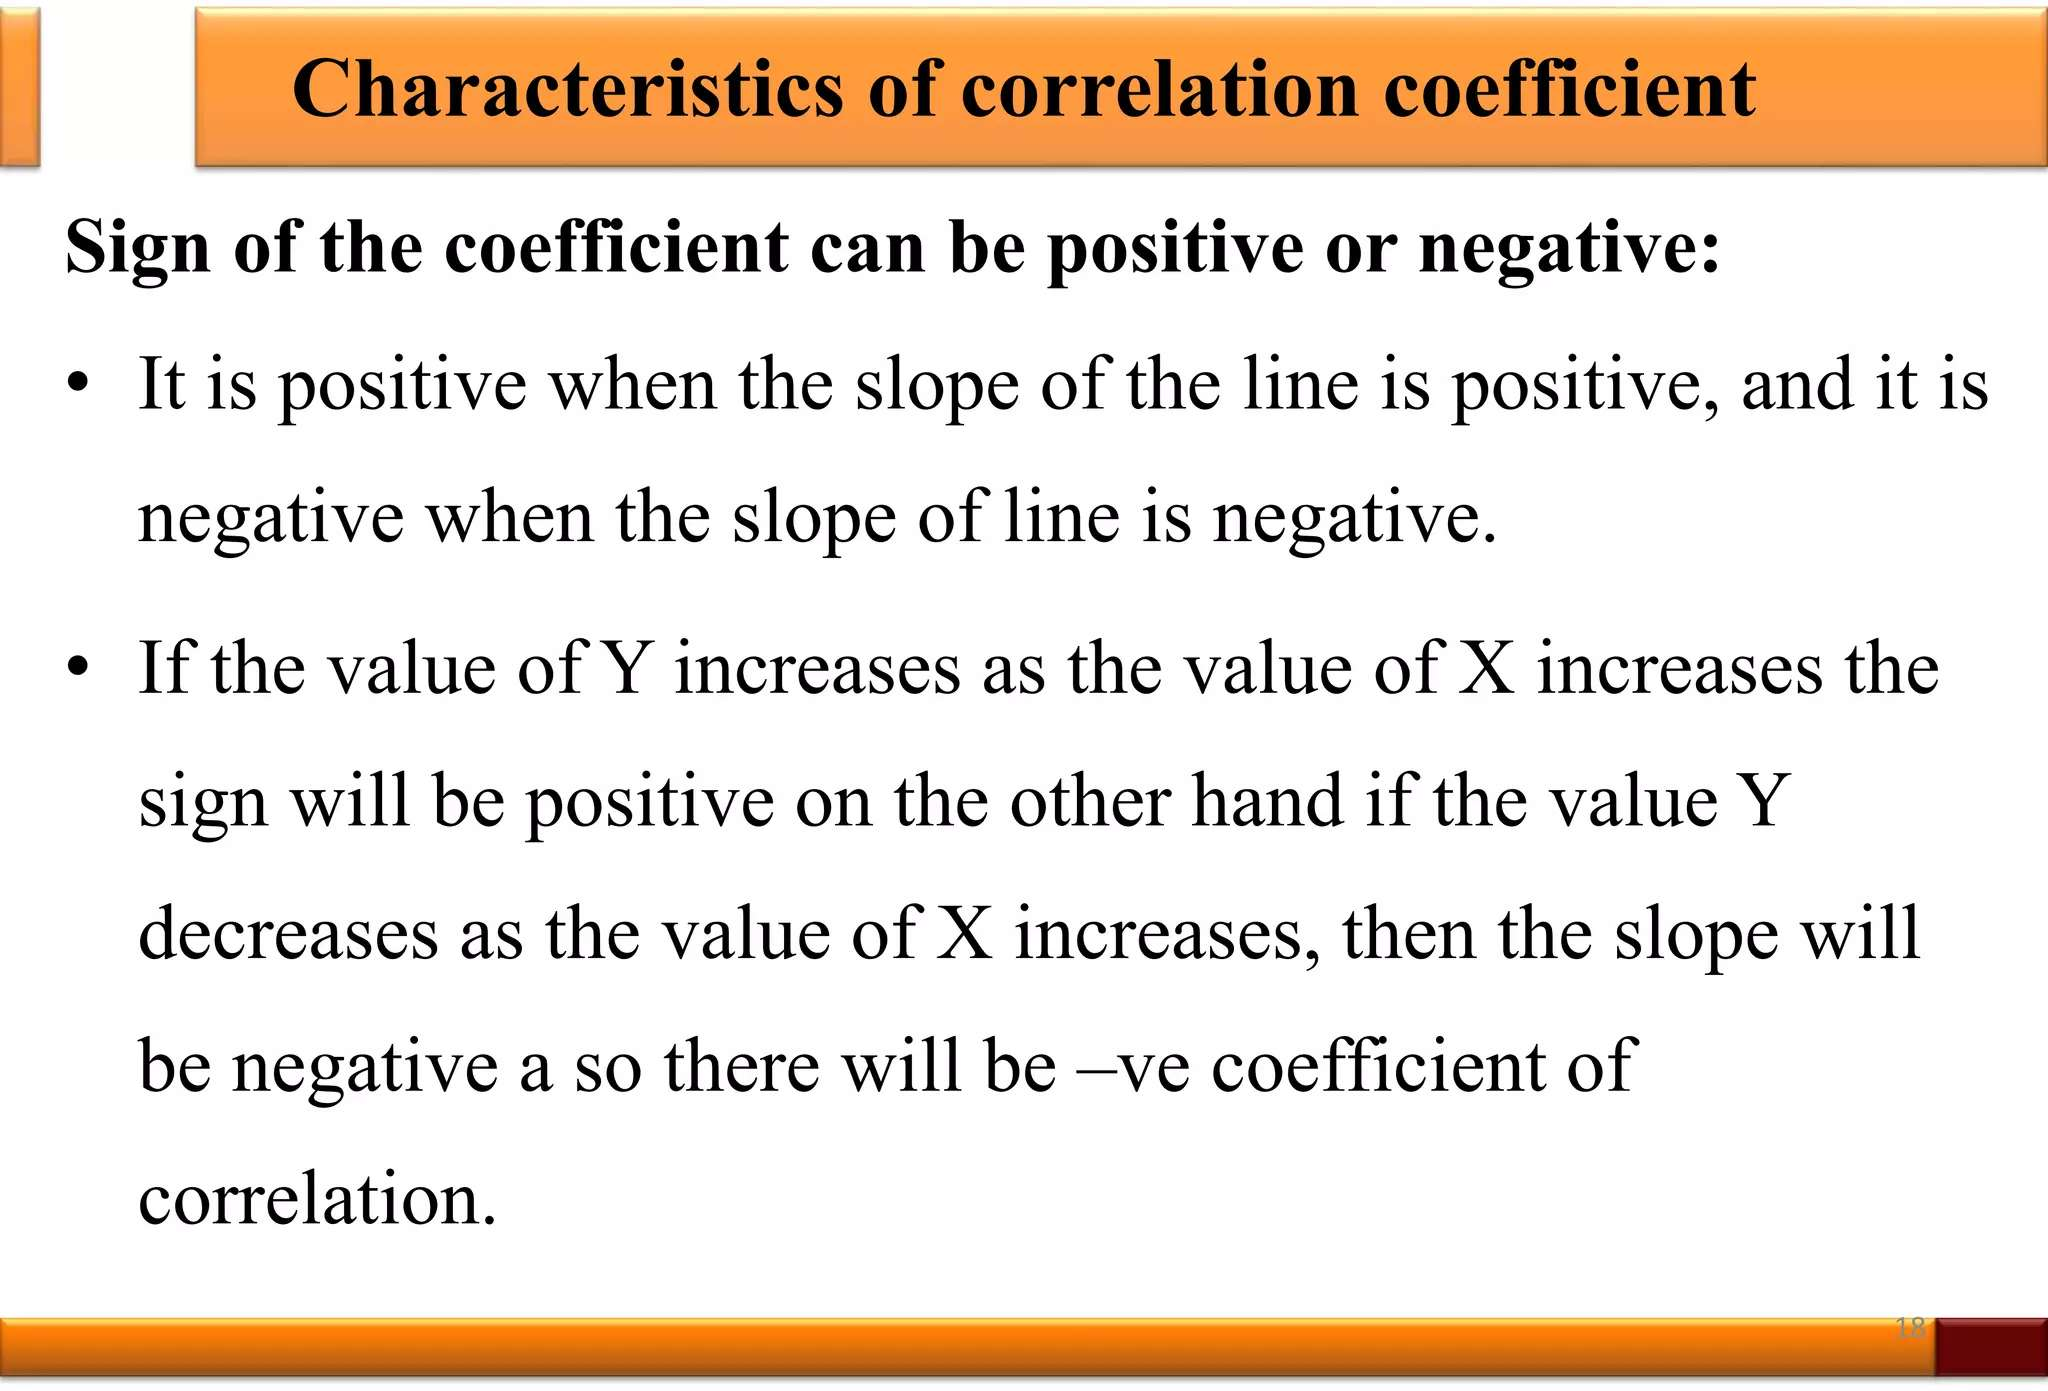 Characteristics of correlation coefficient
Sign of the coefficient can be positive or negative:
• It is positive when the slope of the line is positive, and it is
negative when the slope of line is negative.
• If the value of Y increases as the value of X increases the
sign will be positive on the other hand if the value Y
decreases as the value of X increases, then the slope will
be negative a so there will be –ve coefficient of
correlation.
18